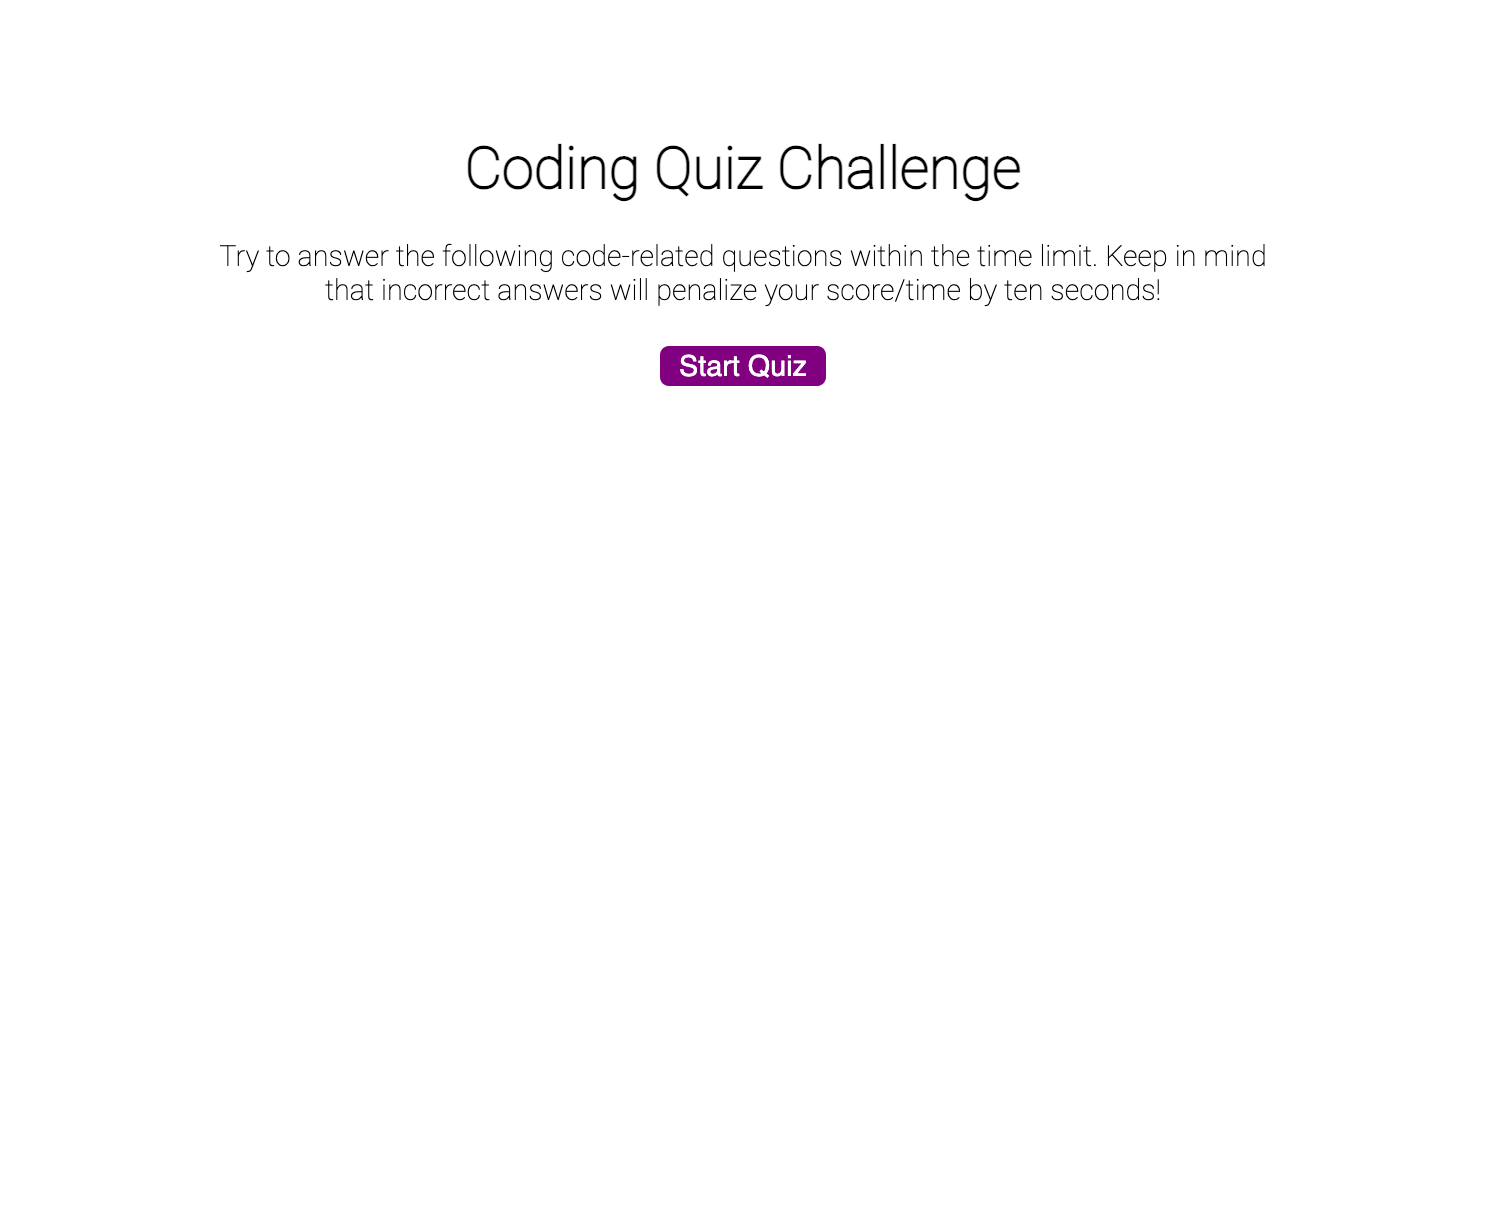 Coding Quiz Challenge
Try to answer the following code-related questions within the time limit. Keep in mind
that incorrect answers will penalize your score/time by ten seconds!
Start Quiz